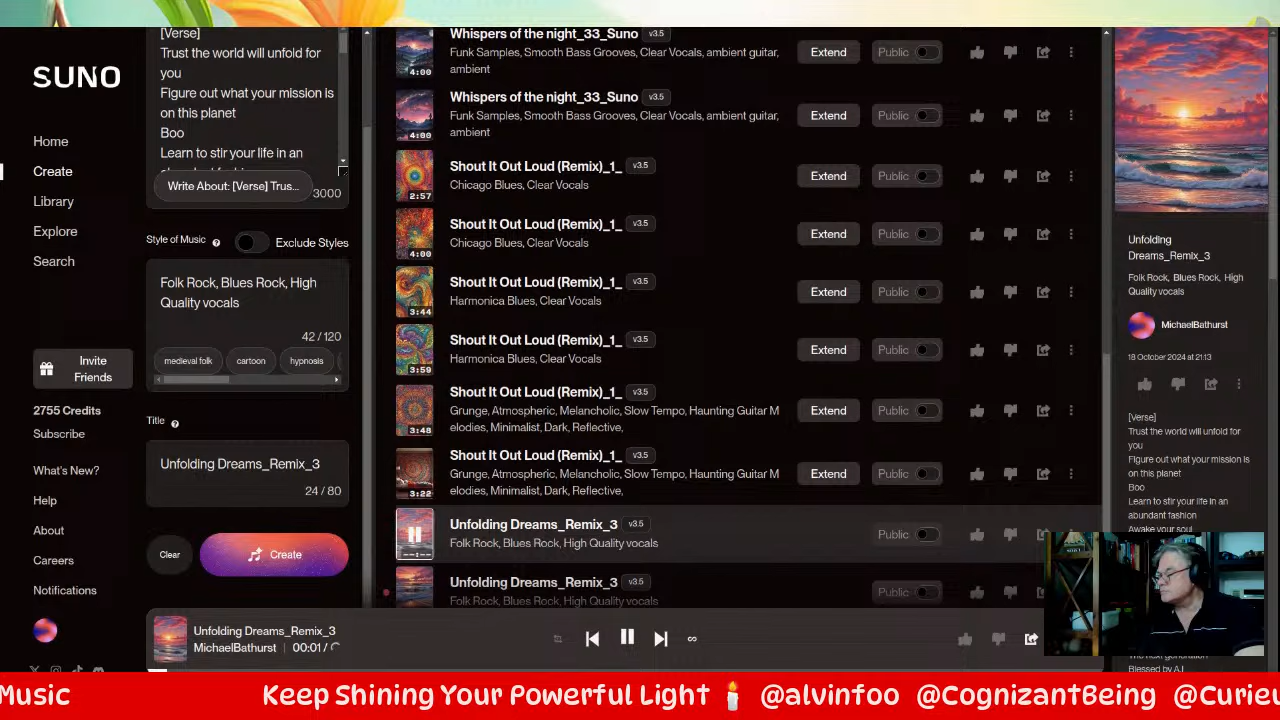 SUNO
Home
Create
Library
Explore
Search
Invite
Friends
2755 Credits
Subscribe
What's New?
Help
About
Careers
Notifications
[Verse]
Trust the world will unfold for
you
FIgure out what your mission is
on this planet
Boo
Learn to stir your life in an
Write About: [Verse] Trus...
3000
Style of Music
Exclude Styles
Folk Rock, Blues Rock, High
Quality vocals
42 / 120
medieval folk
cartoon
hypnosis
Title
Unfolding Dreams_Remix_3
24 / 80
Clear
Create
Whispers of the night_33_Suno v3.5
Funk Samples, Smooth Bass Grooves, Clear Vocals, ambient guitar,
ambient
4:00
Extend
Public
Whispers of the night_33_Suno v3.5
Funk Samples, Smooth Bass Grooves, Clear Vocals, ambient guitar,
ambient
4:00
Extend
Public
Shout It Out Loud (Remix)_1_ v3.5
Chicago Blues, Clear Vocals
2:57
Extend
Public
Shout It Out Loud (Remix)_1_ v3.5
Chicago Blues, Clear Vocals
4:00
Extend
Public
Shout It Out Loud (Remix)_1_ v3.5
Harmonica Blues, Clear Vocals
3:44
Extend
Public
Shout It Out Loud (Remix)_1_ v3.5
Harmonica Blues, Clear Vocals
3:59
Extend
Public
Shout It Out Loud (Remix)_1_ v3.5
Grunge, Atmospheric, Melancholic, Slow Tempo, Haunting Guitar M
elodies, Minimalist, Dark, Reflective,
3:48
Extend
Public
Shout It Out Loud (Remix)_1_ v3.5
Grunge, Atmospheric, Melancholic, Slow Tempo, Haunting Guitar M
elodies, Minimalist, Dark, Reflective,
3:22
Extend
Public
Unfolding Dreams_Remix_3 v3.5
Folk Rock, Blues Rock, High Quality vocals
--:--
Public
Unfolding Dreams_Remix_3 v3.5
Folk Rock, Blues Rock, High Quality vocals
Public
Unfolding
Dreams_Remix_3
Folk Rock, Blues Rock, High
Quality vocals
MichaelBathurst
18 October 2024 at 21:13
[Verse]
Trust the world will unfold for
you
FIgure out what your mission is
on this planet
Boo
Learn to stir your life in an
abundant fashion
Awake your soul
The next generation
Blessed by A.I
Unfolding Dreams_Remix_3
MichaelBathurst 00:01 /
Music Keep Shining Your Powerful Light 🕯️ @alvinfoo @CognizantBeing @Curieu